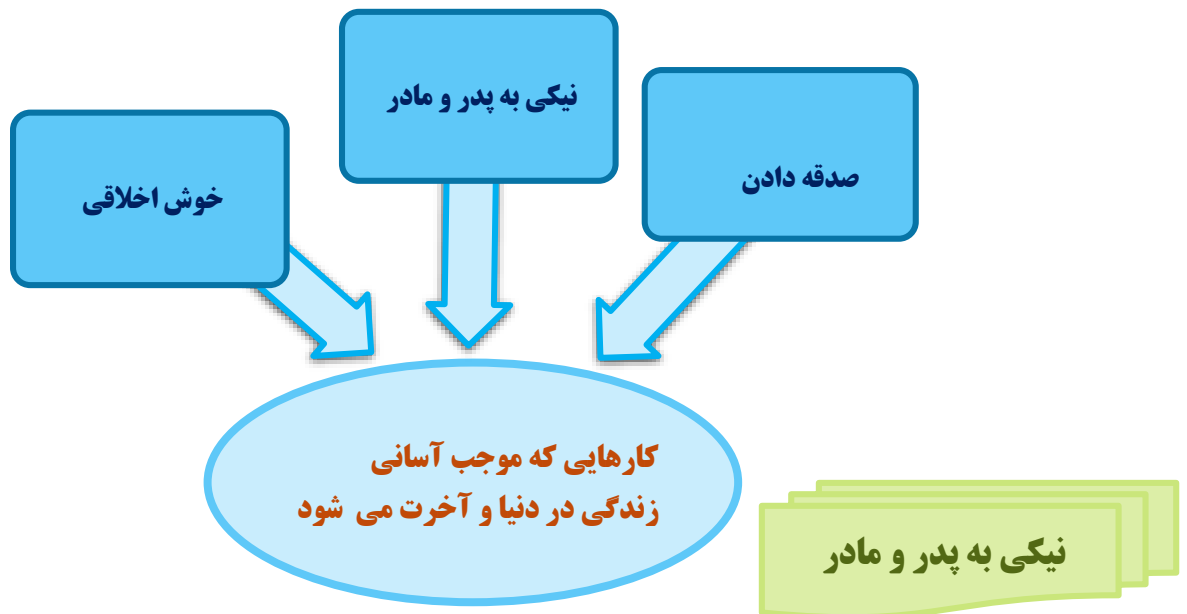 نیکی به پدر و مادر
صدقه دادن
خوش اخلاقی
کارهایی که موجب آسانی
زندگی در دنیا و آخرت می شود
نیکی به پدر و مادر